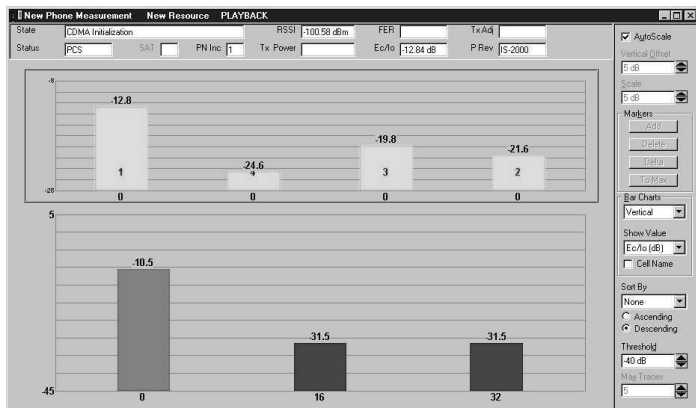 New Phone Measurement New Resource PLAYBACK
State CDMA Initialization RSSI -100.58 dBm FER Tx Adj
Status PCS SAT PN Inc 1 Tx Power Ec/Io -12.84 dB P Rev IS-2000
AutoScale
Vertical Offset
5 dB
Scale
5 dB
Markers
Add
Delete
Delta
To Max
Bar Charts
Vertical
Show Value
Ec/Io (dB)
Cell Name
Sort By
None
Ascending
Descending
Threshold
-40 dB
Max Traces
5
-8
-12.8
-24.6
-19.8
-21.6
1
4
3
2
-28
0 0 0 0
5
-10.5
-31.5
-31.5
-45
0 16 32